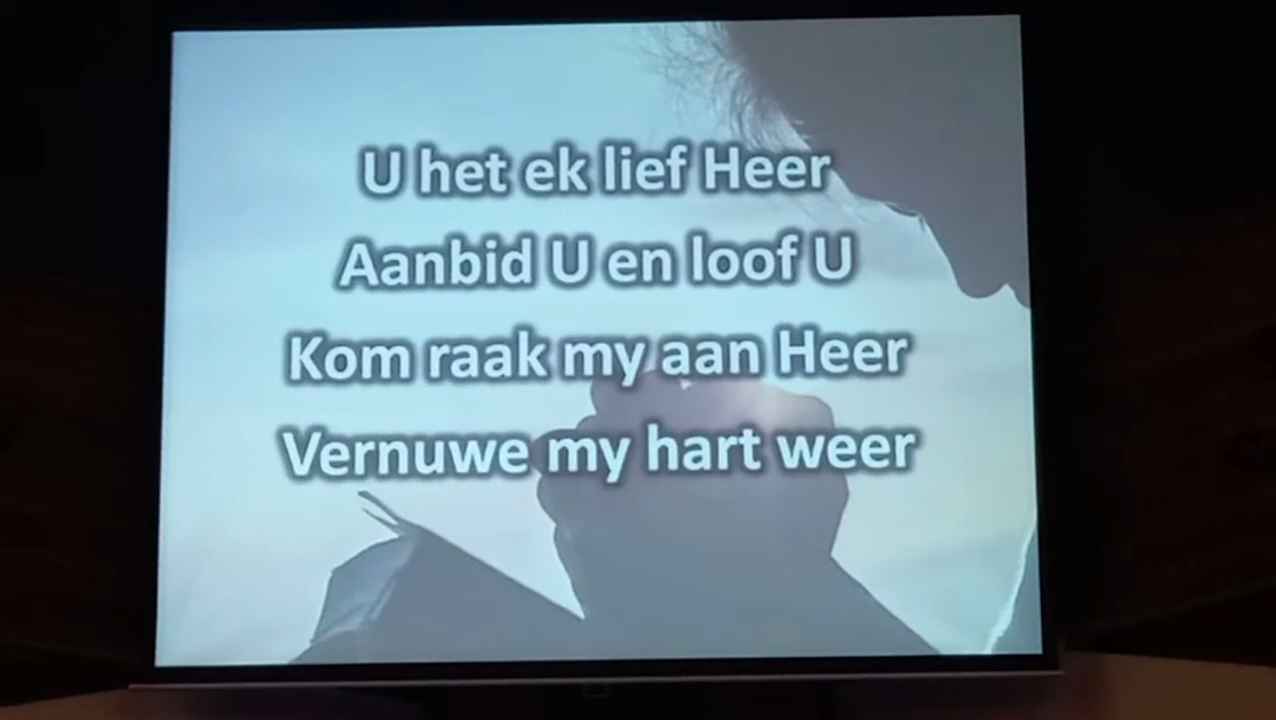 U het ek lief Heer
Aanbid U en loof U
Kom raak my aan Heer
Vernuwe my hart weer